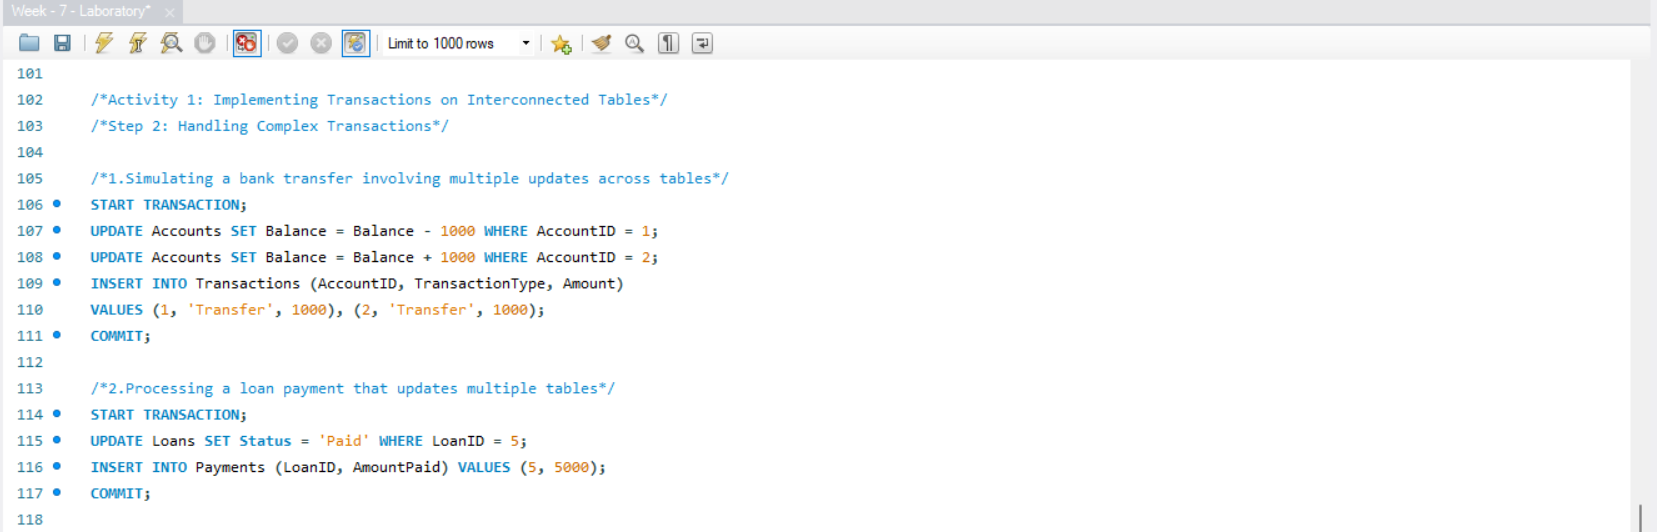 Week - 7 - Laboratory*
Limit to 1000 rows
101
102 /*Activity 1: Implementing Transactions on Interconnected Tables*/
103 /*Step 2: Handling Complex Transactions*/
104
105 /*1.Simulating a bank transfer involving multiple updates across tables*/
106 START TRANSACTION;
107 UPDATE Accounts SET Balance = Balance - 1000 WHERE AccountID = 1;
108 UPDATE Accounts SET Balance = Balance + 1000 WHERE AccountID = 2;
109 INSERT INTO Transactions (AccountID, TransactionType, Amount)
110 VALUES (1, 'Transfer', 1000), (2, 'Transfer', 1000);
111 COMMIT;
112
113 /*2.Processing a loan payment that updates multiple tables*/
114 START TRANSACTION;
115 UPDATE Loans SET Status = 'Paid' WHERE LoanID = 5;
116 INSERT INTO Payments (LoanID, AmountPaid) VALUES (5, 5000);
117 COMMIT;
118